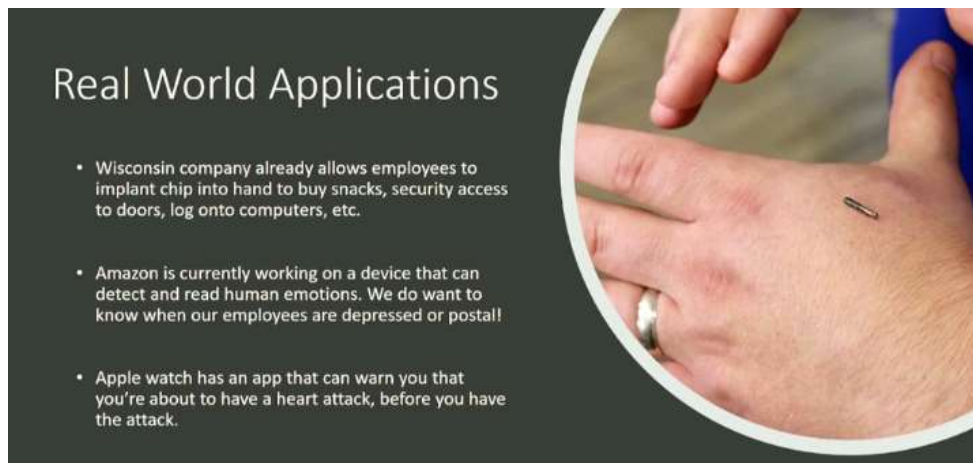 Real World Applications
• Wisconsin company already allows employees to
implant chip into hand to buy snacks, security access
to doors, log onto computers, etc.
• Amazon is currently working on a device that can
detect and read human emotions. We do want to
know when our employees are depressed or postal!
• Apple watch has an app that can warn you that
you're about to have a heart attack, before you have
the attack.